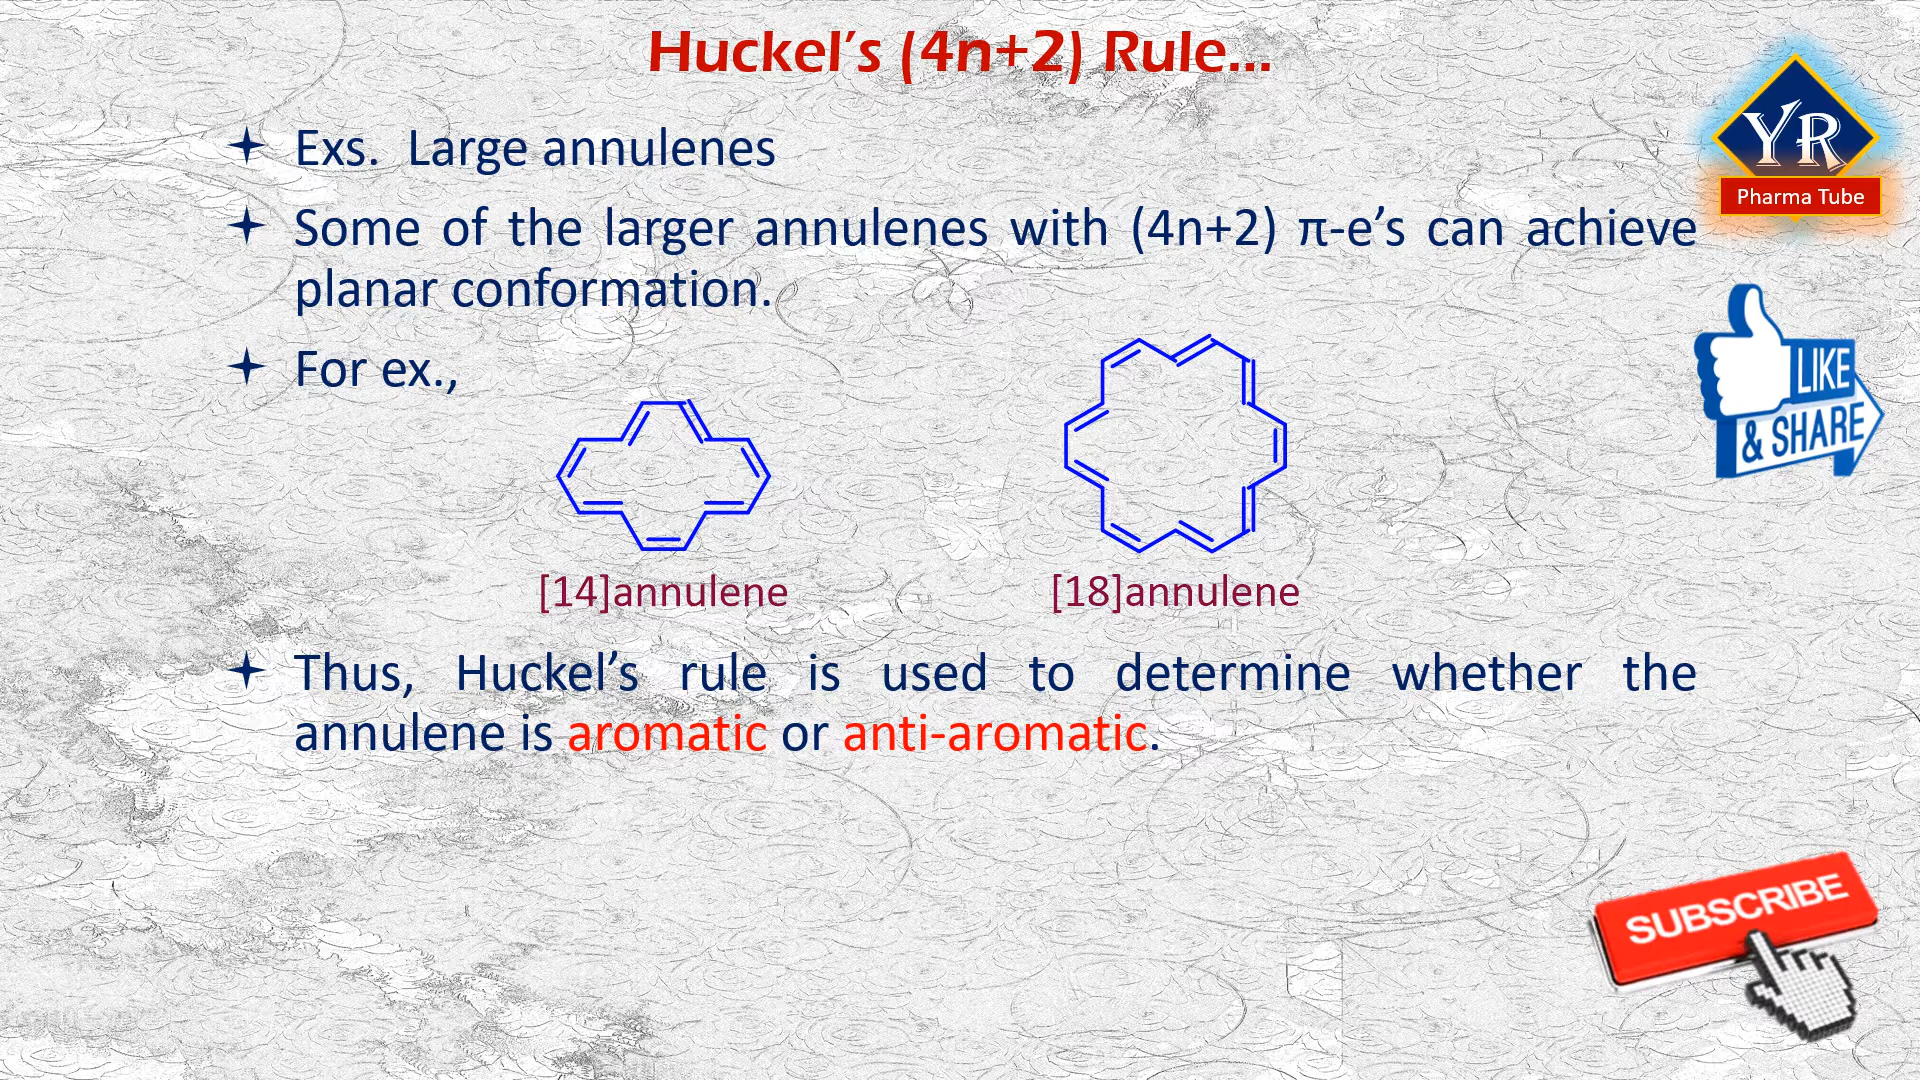 Huckel’s (4n+2) Rule...
Exs. Large annulenes
Some of the larger annulenes with (4n+2) π-e’s can achieve
planar conformation.
For ex.,
[14]annulene
[18]annulene
Thus, Huckel’s rule is used to determine whether the
annulene is aromatic or anti-aromatic.
YR
Pharma Tube
LIKE
& SHARE
SUBSCRIBE